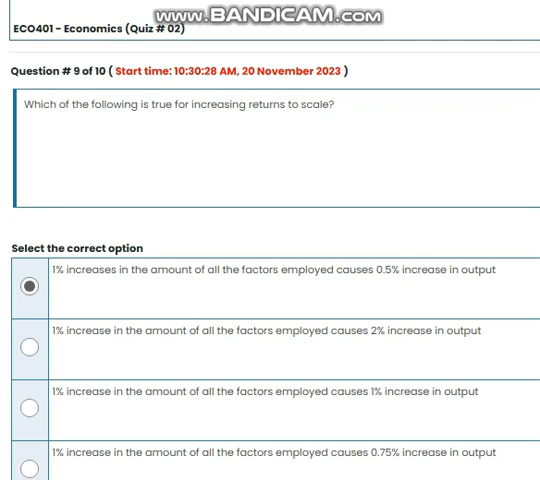 www.BANDICAM.com
ECO401 - Economics (Quiz # 02)
Question # 9 of 10 ( Start time: 10:30:28 AM, 20 November 2023 )
Which of the following is true for increasing returns to scale?
Select the correct option
1% increases in the amount of all the factors employed causes 0.5% increase in output
1% increase in the amount of all the factors employed causes 2% increase in output
1% increase in the amount of all the factors employed causes 1% increase in output
1% increase in the amount of all the factors employed causes 0.75% increase in output